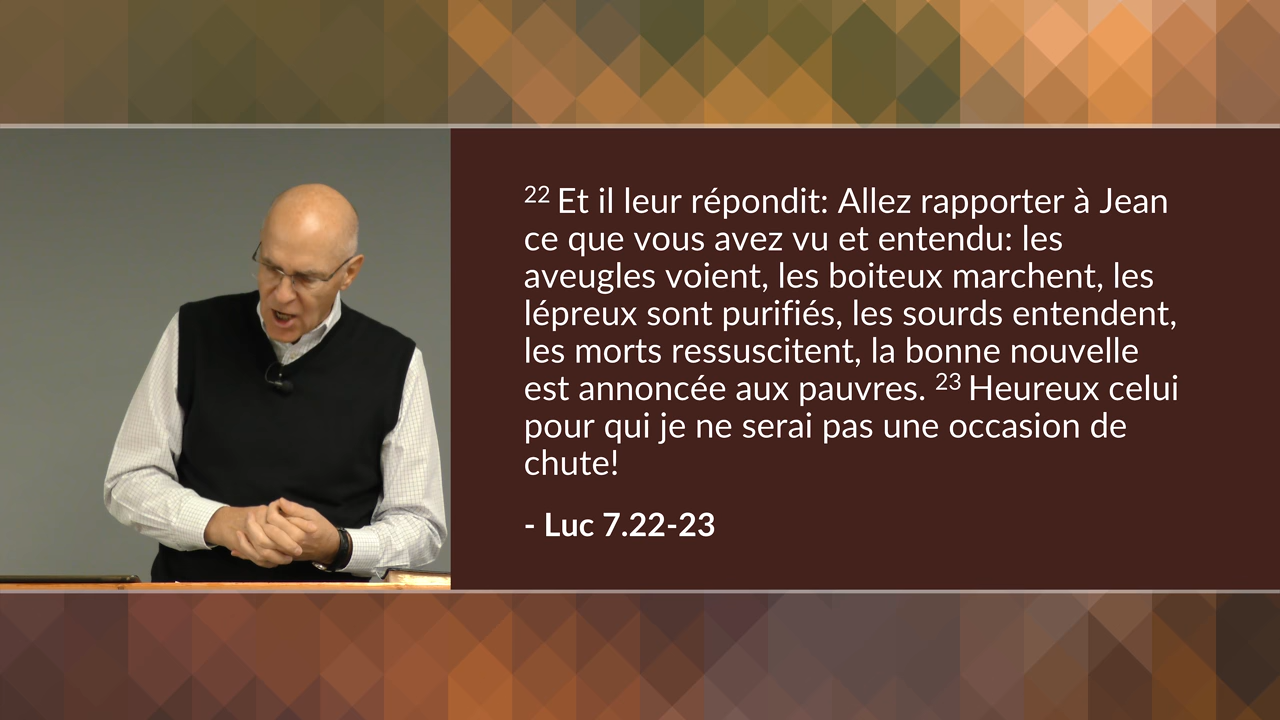 22 Et il leur répondit: Allez rapporter à Jean
ce que vous avez vu et entendu: les
aveugles voient, les boiteux marchent, les
lépreux sont purifiés, les sourds entendent,
les morts ressuscitent, la bonne nouvelle
est annoncée aux pauvres. 23 Heureux celui
pour qui je ne serai pas une occasion de
chute!
- Luc 7.22-23